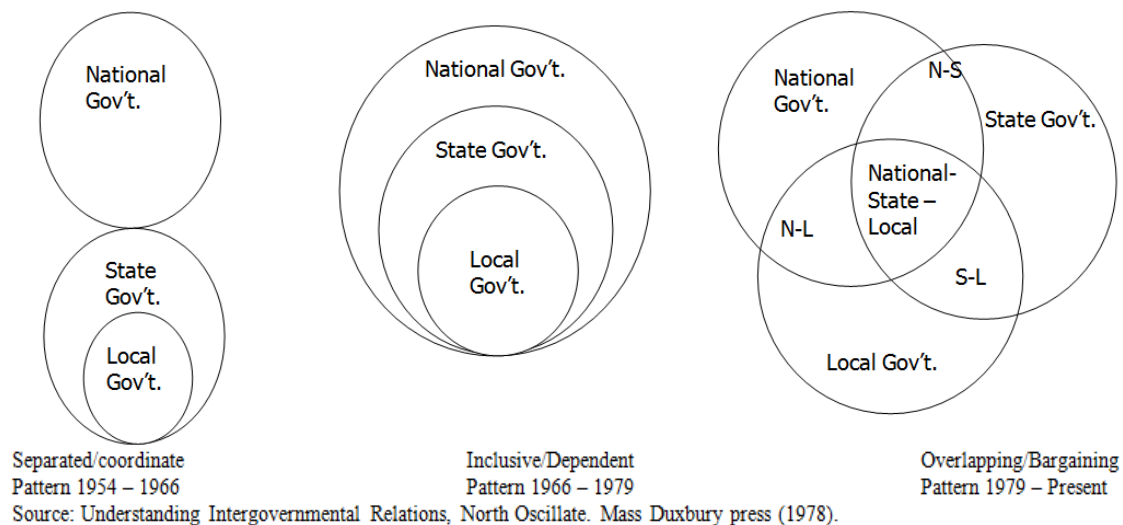 National
Gov't.
State
Gov't.
Local
Gov't.
National Gov't.
State Gov't.
Local
Gov't.
National
Gov't.
N-S
State Gov't.
National-
State –
Local
N-L
S-L
Local Gov't.
Separated/coordinate
Pattern 1954 – 1966
Inclusive/Dependent
Pattern 1966 – 1979
Overlapping/Bargaining
Pattern 1979 – Present
Source: Understanding Intergovernmental Relations, North Oscillate. Mass Duxbury press (1978).